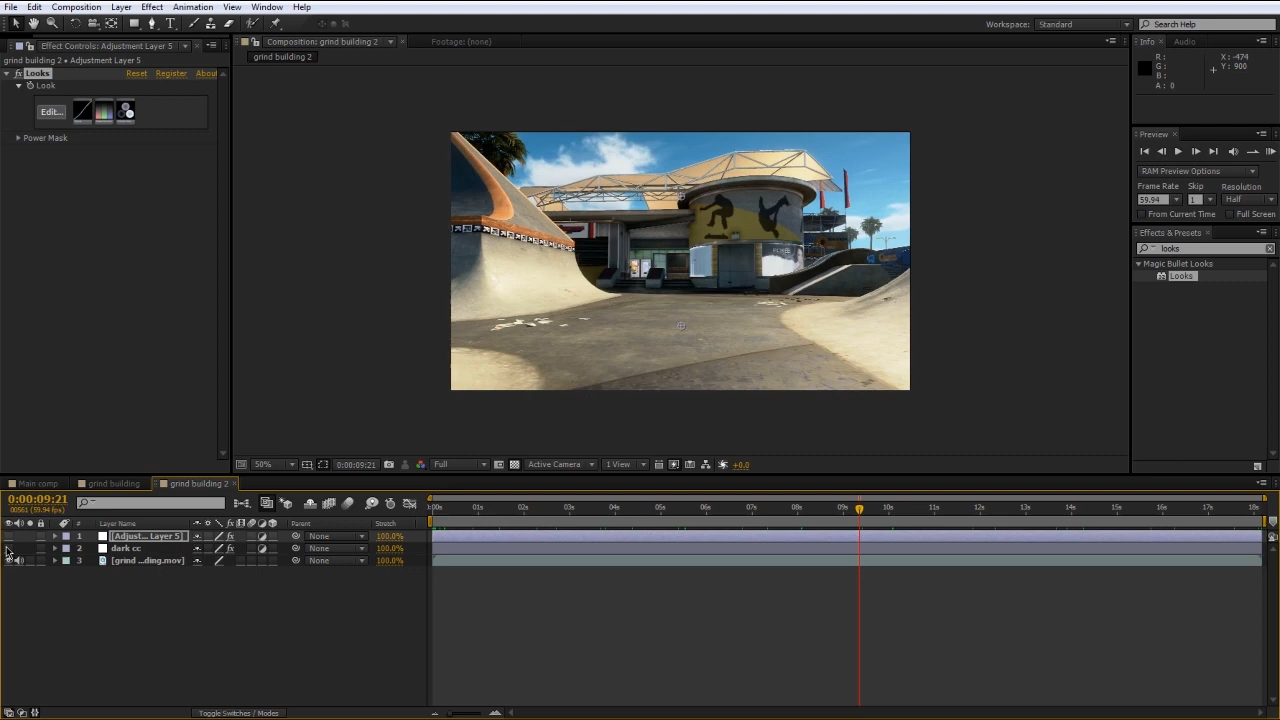 File Edit Composition Layer Effect Animation View Window Help
Workspace: Standard Search Help
Effect Controls: Adjustment Layer 5
Composition: grind building 2
Footage: (none)
Info Audio
grind building 2 • Adjustment Layer 5
grind building 2
Looks Reset Register Abou
Look
Edit...
Power Mask
R: X: -474
G: Y: 900
B:
A: 0
Preview
RAM Preview Options
Frame Rate Skip Resolution
59.94 1 Half
From Current Time Full Screen
Effects & Presets
looks
Magic Bullet Looks
Looks
50% 0:00:09:21 Full Active Camera 1 View +0.0
Main comp grind building grind building 2
0:00:09:21
00561 (59.94 fps)
:00s 01s 02s 03s 04s 05s 06s 07s 08s 09s 10s 11s 12s 13s 14s 15s 16s 17s 18s
# Layer Name fx Parent Stretch
1 [Adjust... Layer 5] fx None 100.0%
2 dark cc fx None 100.0%
3 [grind ...ding.mov] None 100.0%
Toggle Switches / Modes